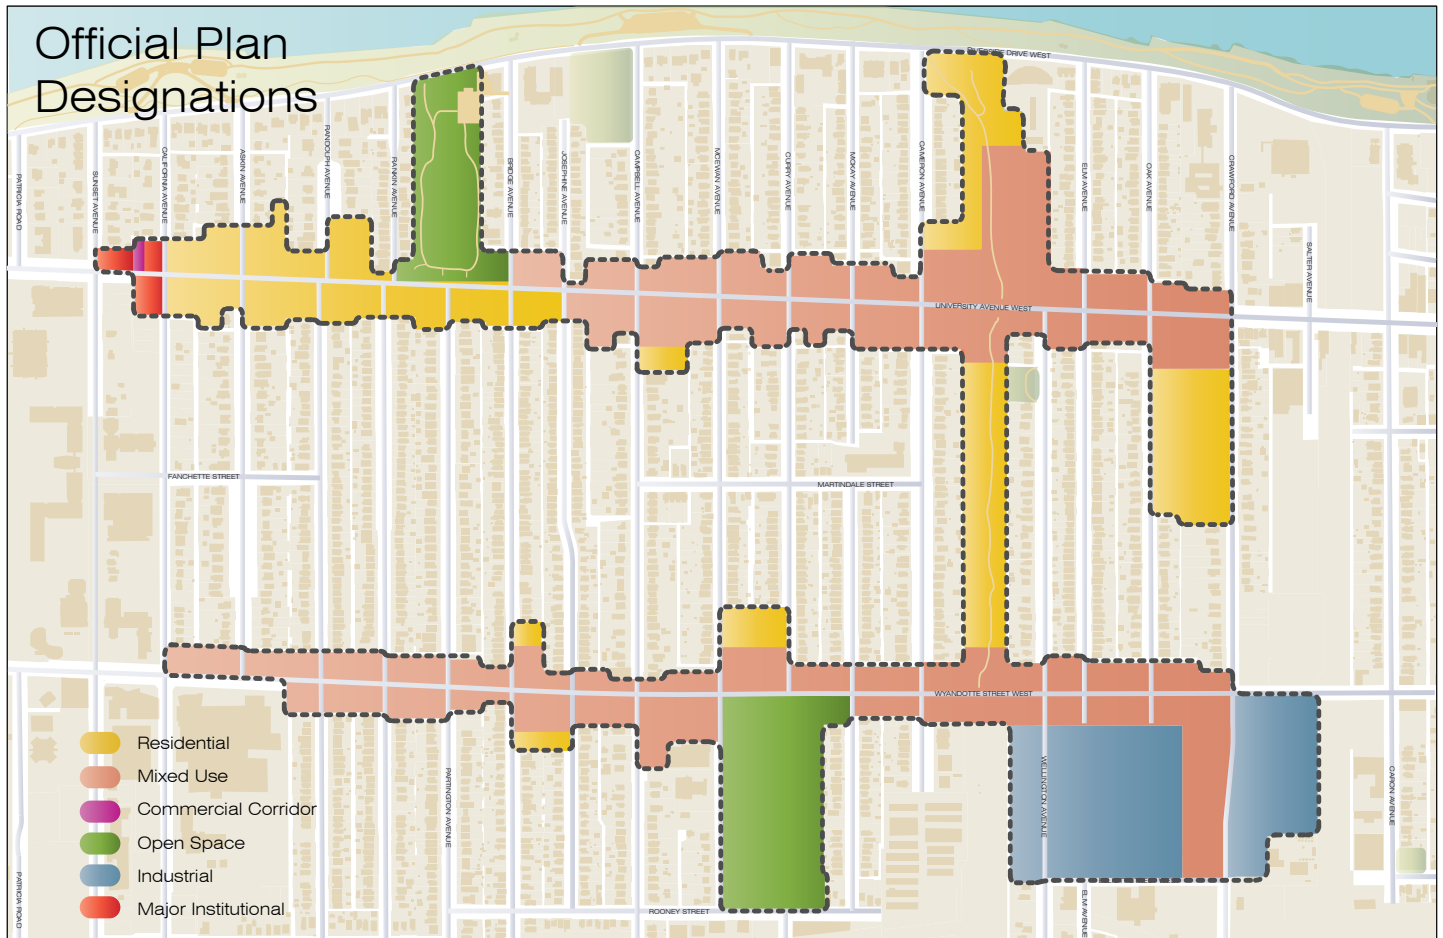 Official Plan
Designations
RIVERSIDE DRIVE WEST
PATRICIA ROAD
SUNSET AVENUE
CALIFORNIA AVENUE
ASKIN AVENUE
RANDOLPH AVENUE
RANKIN AVENUE
BRIDGE AVENUE
JOSEPHINE AVENUE
CAMPBELL AVENUE
MCEWAN AVENUE
CURRY AVENUE
MCKAY AVENUE
CAMERON AVENUE
ELM AVENUE
OAK AVENUE
CRAWFORD AVENUE
SALTER AVENUE
UNIVERSITY AVENUE WEST
FANCHETTE STREET
MARTINDALE STREET
WYANDOTTE STREET WEST
Residential
Mixed Use
Commercial Corridor
Open Space
Industrial
Major Institutional
PARTINGTON AVENUE
WELLINGTON AVENUE
CARON AVENUE
PATRICIA ROAD
ROONEY STREET
ELM AVENUE